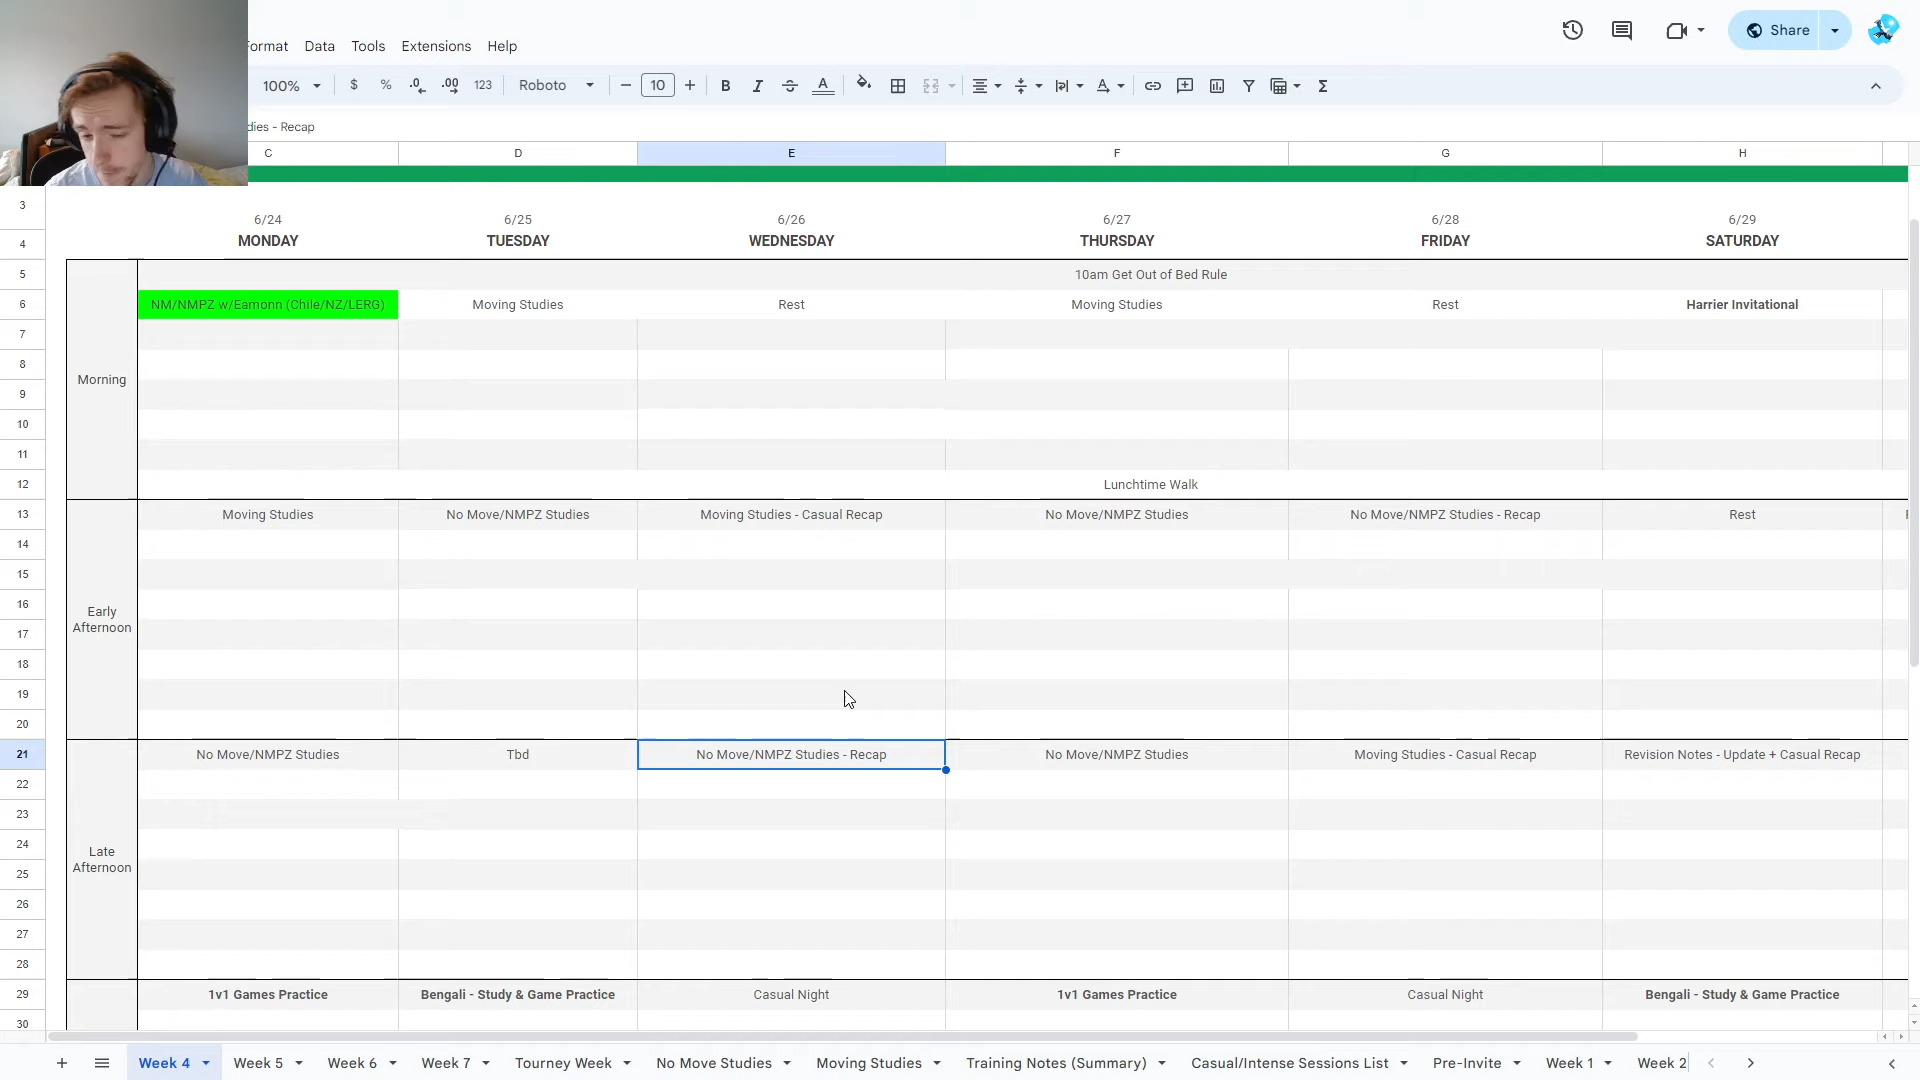 Format Data Tools Extensions Help
Share
100% $ % .0 .00 123 Roboto 10 B I A
dies - Recap
C D E F G H
3 6/24 6/25 6/26 6/27 6/28 6/29
4 MONDAY TUESDAY WEDNESDAY THURSDAY FRIDAY SATURDAY
5 10am Get Out of Bed Rule
6 NM/NMPZ w/Eamonn (Chile/NZ/LERG) Moving Studies Rest Moving Studies Rest Harrier Invitational
7
8
Morning
9
10
11
12 Lunchtime Walk
13 Moving Studies No Move/NMPZ Studies Moving Studies - Casual Recap No Move/NMPZ Studies No Move/NMPZ Studies - Recap Rest
14
15
16
Early
Afternoon
17
18
19
20
21 No Move/NMPZ Studies Tbd No Move/NMPZ Studies - Recap No Move/NMPZ Studies Moving Studies - Casual Recap Revision Notes - Update + Casual Recap
22
23
24
Late
Afternoon
25
26
27
28
29 1v1 Games Practice Bengali - Study & Game Practice Casual Night 1v1 Games Practice Casual Night Bengali - Study & Game Practice
30
Week 4 Week 5 Week 6 Week 7 Tourney Week No Move Studies Moving Studies Training Notes (Summary) Casual/Intense Sessions List Pre-Invite Week 1 Week 2